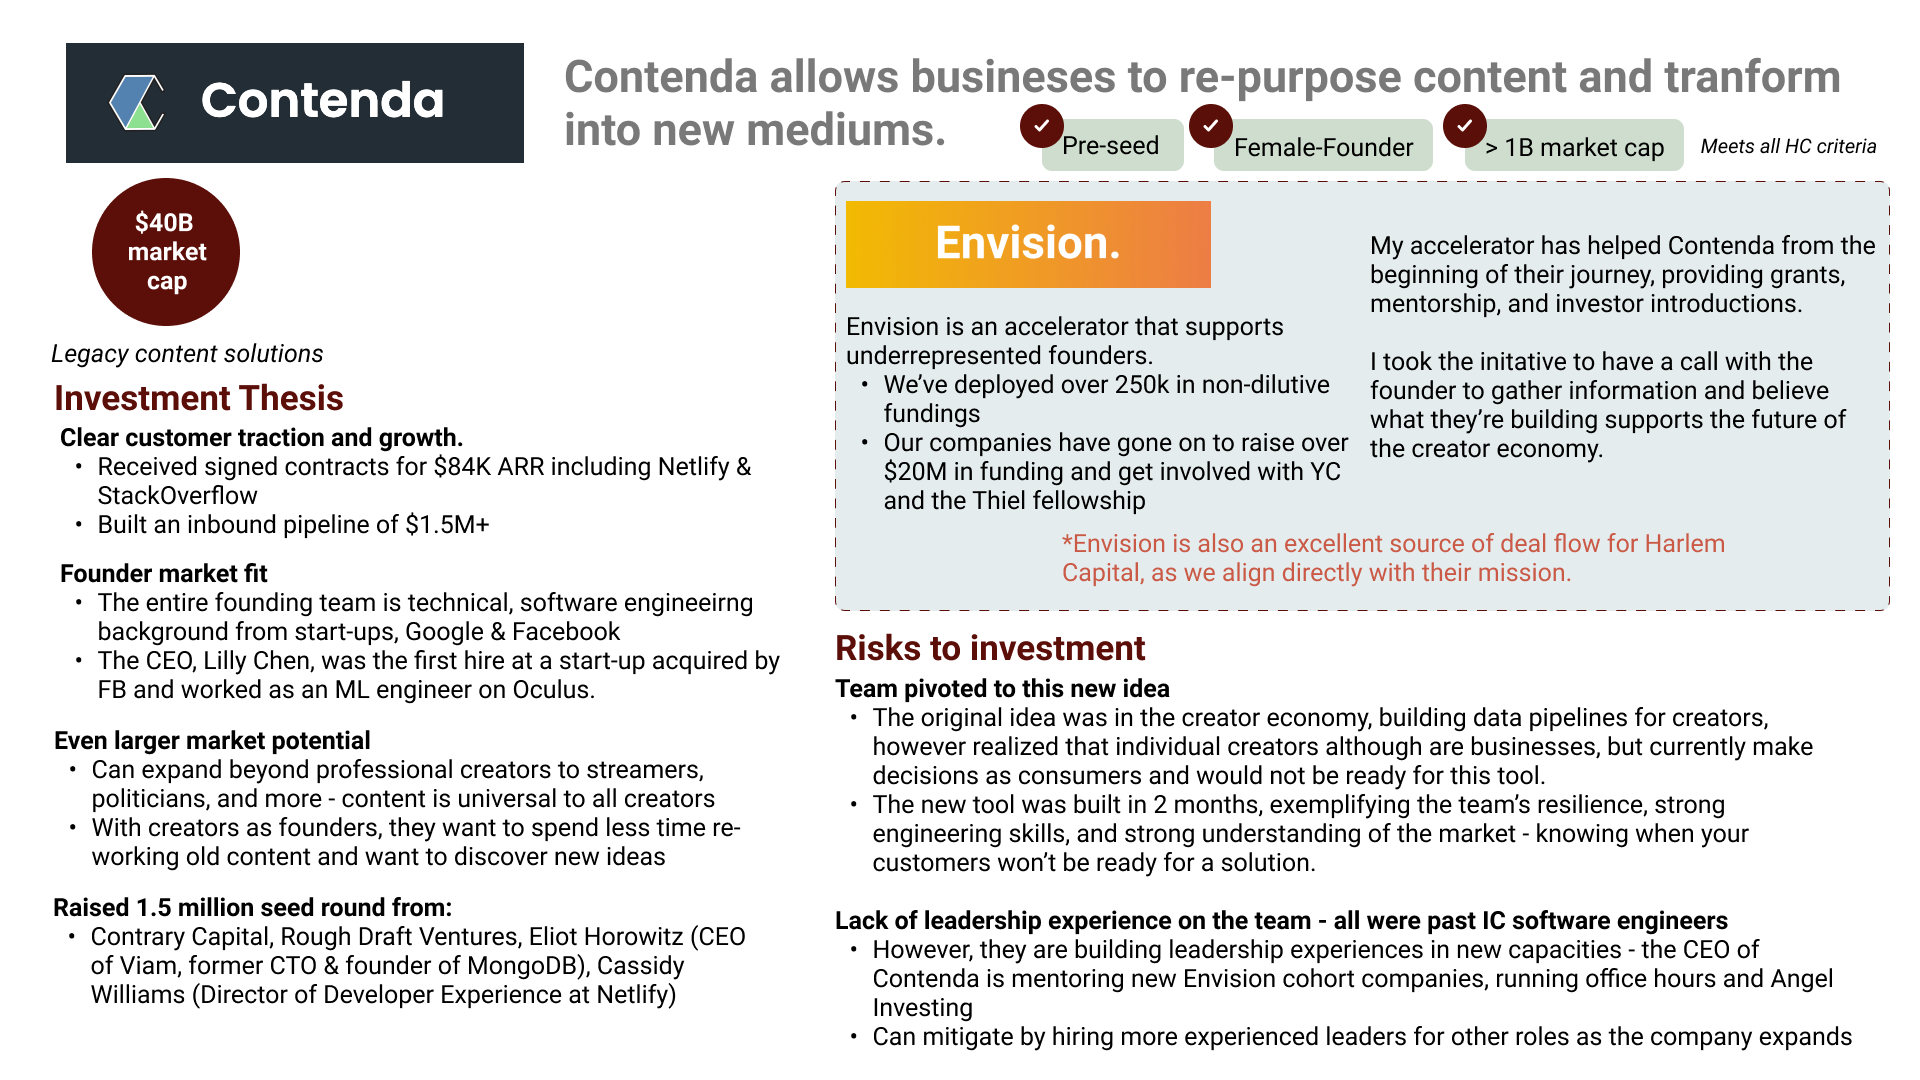 Contenda
Contenda allows busineses to re-purpose content and tranform
into new mediums.
Pre-seed
Female-Founder
> 1B market cap
Meets all HC criteria
$40B
market
cap
Legacy content solutions
Investment Thesis
Clear customer traction and growth.
• Received signed contracts for $84K ARR including Netlify &
StackOverflow
• Built an inbound pipeline of $1.5M+
Founder market fit
• The entire founding team is technical, software engineeirng
background from start-ups, Google & Facebook
• The CEO, Lilly Chen, was the first hire at a start-up acquired by
FB and worked as an ML engineer on Oculus.
Even larger market potential
• Can expand beyond professional creators to streamers,
politicians, and more - content is universal to all creators
• With creators as founders, they want to spend less time re-
working old content and want to discover new ideas
Raised 1.5 million seed round from:
• Contrary Capital, Rough Draft Ventures, Eliot Horowitz (CEO
of Viam, former CTO & founder of MongoDB), Cassidy
Williams (Director of Developer Experience at Netlify)
Envision.
Envision is an accelerator that supports
underrepresented founders.
• We’ve deployed over 250k in non-dilutive
fundings
• Our companies have gone on to raise over
$20M in funding and get involved with YC
and the Thiel fellowship
My accelerator has helped Contenda from the
beginning of their journey, providing grants,
mentorship, and investor introductions.
I took the initative to have a call with the
founder to gather information and believe
what they’re building supports the future of
the creator economy.
*Envision is also an excellent source of deal flow for Harlem
Capital, as we align directly with their mission.
Risks to investment
Team pivoted to this new idea
• The original idea was in the creator economy, building data pipelines for creators,
however realized that individual creators although are businesses, but currently make
decisions as consumers and would not be ready for this tool.
• The new tool was built in 2 months, exemplifying the team’s resilience, strong
engineering skills, and strong understanding of the market - knowing when your
customers won’t be ready for a solution.
Lack of leadership experience on the team - all were past IC software engineers
• However, they are building leadership experiences in new capacities - the CEO of
Contenda is mentoring new Envision cohort companies, running office hours and Angel
Investing
• Can mitigate by hiring more experienced leaders for other roles as the company expands